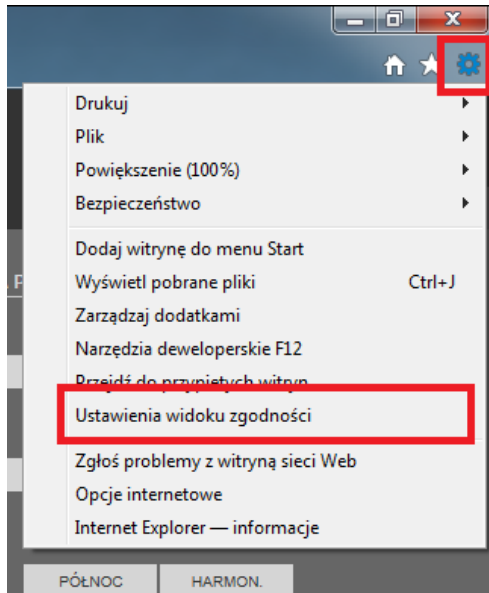 Drukuj
Plik
Powiększenie (100%)
Bezpieczeństwo
Dodaj witrynę do menu Start
Wyświetl pobrane pliki Ctrl+J
Zarządzaj dodatkami
Narzędzia deweloperskie F12
Przejdź do przypiętych witryn
Ustawienia widoku zgodności
Zgłoś problemy z witryną sieci Web
Opcje internetowe
Internet Explorer — informacje
PÓŁNOC HARMON.